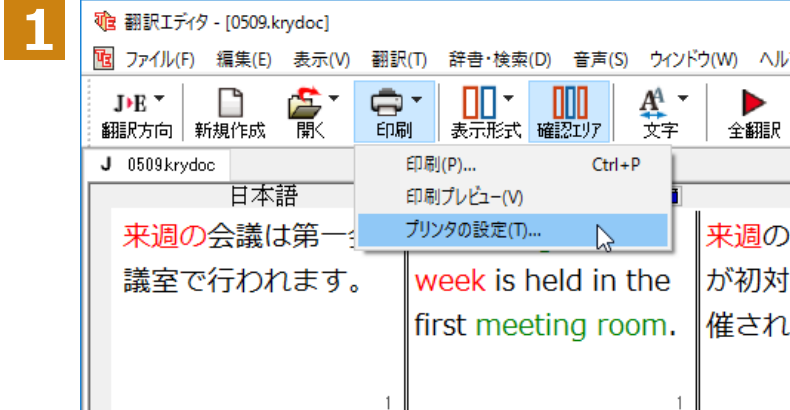 1
翻訳エディタ - [0509.krydoc]
ファイル(F) 編集(E) 表示(V) 翻訳(T) 辞書・検索(D) 音声(S) ウィンドウ(W) ヘル
J▸E
翻訳方向 新規作成 開く 印刷 表示形式 確認エリア 文字 全翻訳
J 0509.krydoc
印刷(P)... Ctrl+P
印刷プレビュー(V)
プリンタの設定(T)...
日本語
来週の会議は第一
議室で行われます。
1
week is held in the
first meeting room.
1
来週の
が初対
催され